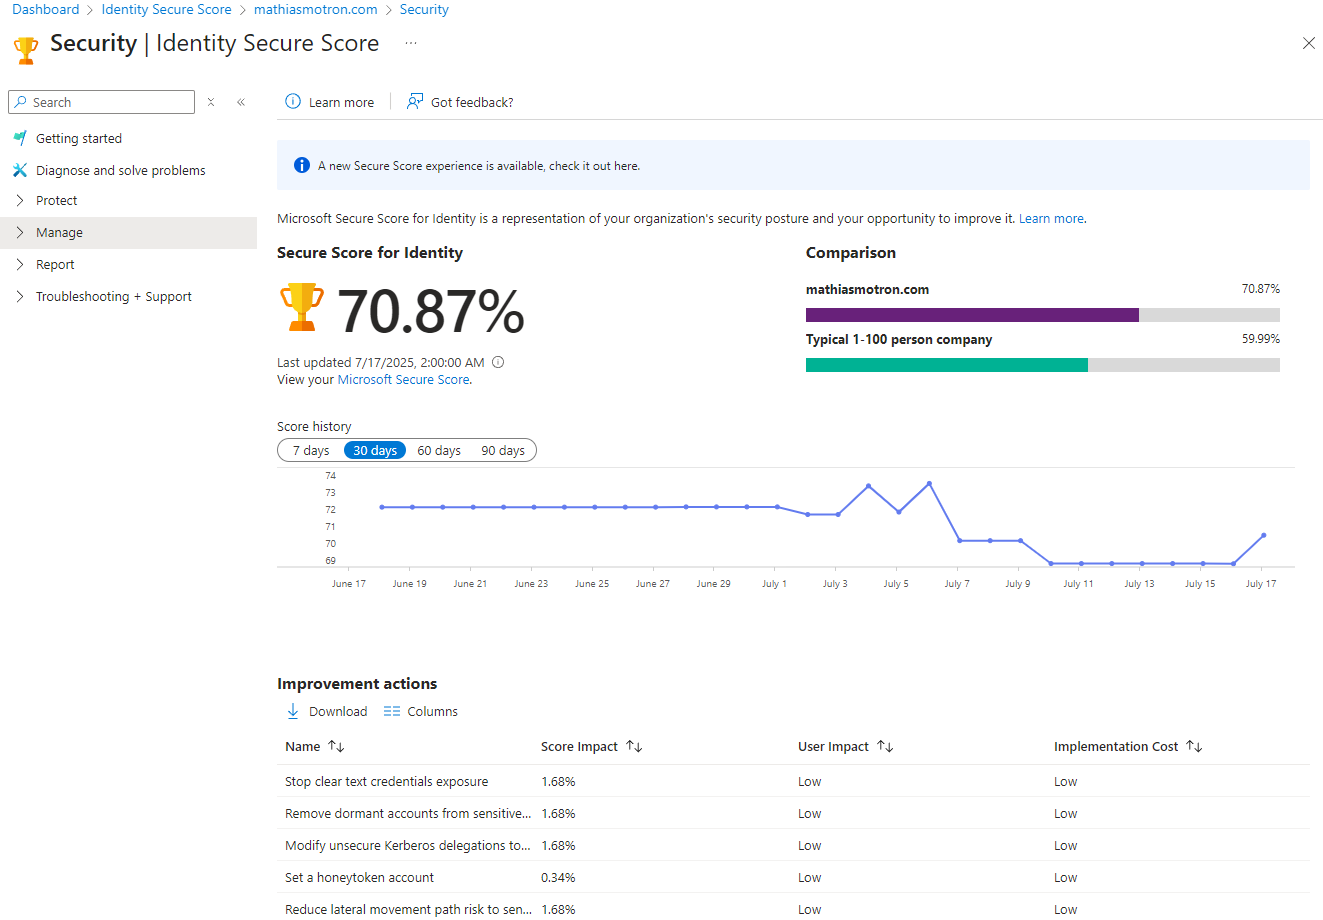 Dashboard > Identity Secure Score > mathiasmotron.com > Security
Security | Identity Secure Score ...
Search
Getting started
Diagnose and solve problems
Protect
Manage
Report
Troubleshooting + Support
Learn more
Got feedback?
A new Secure Score experience is available, check it out here.
Microsoft Secure Score for Identity is a representation of your organization's security posture and your opportunity to improve it. Learn more.
Secure Score for Identity
70.87%
Last updated 7/17/2025, 2:00:00 AM
View your Microsoft Secure Score.
Comparison
mathiasmotron.com 70.87%
Typical 1-100 person company 59.99%
Score history
7 days 30 days 60 days 90 days
74
73
72
71
70
69
June 17 June 19 June 21 June 23 June 25 June 27 June 29 July 1 July 3 July 5 July 7 July 9 July 11 July 13 July 15 July 17
Improvement actions
Download Columns
Name Score Impact User Impact Implementation Cost
Stop clear text credentials exposure 1.68% Low Low
Remove dormant accounts from sensitive... 1.68% Low Low
Modify unsecure Kerberos delegations to... 1.68% Low Low
Set a honeytoken account 0.34% Low Low
Reduce lateral movement path risk to sen... 1.68% Low Low